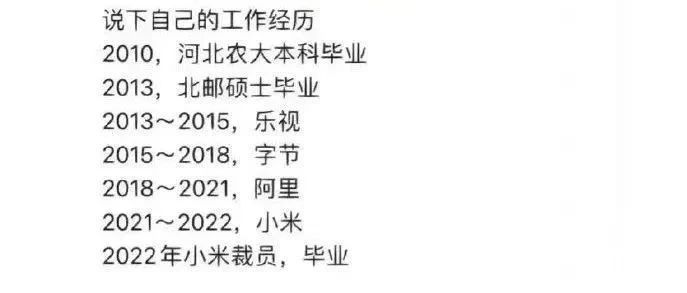 说下自己的工作经历
2010，河北农大本科毕业
2013，北邮硕士毕业
2013～2015，乐视
2015～2018，字节
2018～2021，阿里
2021～2022，小米
2022年小米裁员，毕业